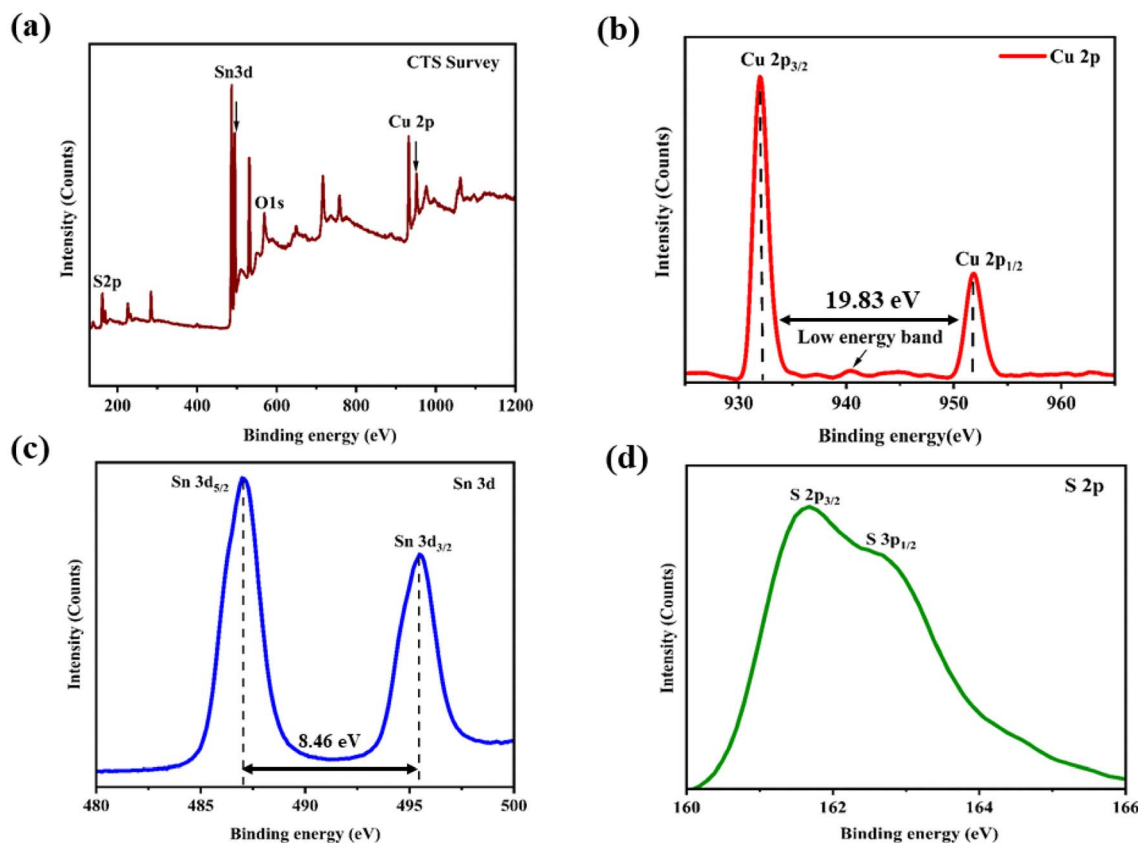 (a)
CTS Survey
Sn3d
Cu 2p
O1s
S2p
Intensity (Counts)
200 400 600 800 1000 1200
Binding energy (eV)
(b)
Cu 2p
Cu 2p3/2
Cu 2p1/2
19.83 eV
Low energy band
Intensity (Counts)
930 940 950 960
Binding energy(eV)
(c)
Sn 3d
Sn 3d5/2
Sn 3d3/2
8.46 eV
Intensity (Counts)
480 485 490 495 500
Binding energy (eV)
(d)
S 2p
S 2p3/2
S 3p1/2
Intensity (Counts)
160 162 164 166
Binding energy (eV)